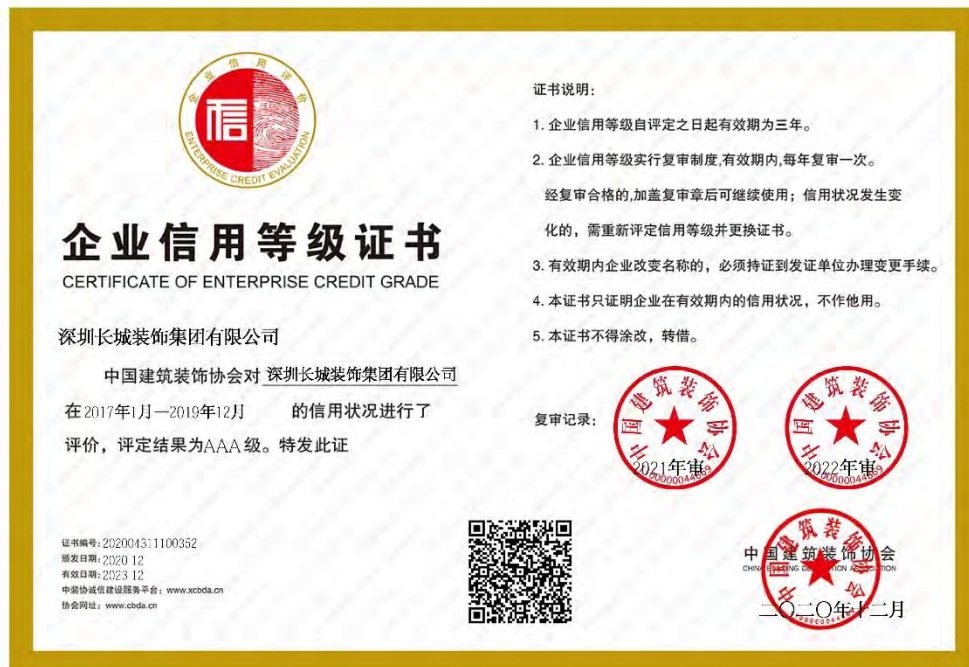 企业信用评价
信
ENTERPRISE CREDIT EVALUATION
企业信用等级证书
CERTIFICATE OF ENTERPRISE CREDIT GRADE
深圳长城装饰集团有限公司
中国建筑装饰协会对 深圳长城装饰集团有限公司
在2017年1月—2019年12月 的信用状况进行了
评价，评定结果为AAA级。特发此证
证书编号：202004311100352
颁发日期：2020 12
有效日期：2023 12
中装协诚信建设服务平台：www.xcbda.cn
协会网址：www.cbda.cn
证书说明：
1. 企业信用等级自评定之日起有效期为三年。
2. 企业信用等级实行复审制度,有效期内,每年复审一次。
经复审合格的,加盖复审章后可继续使用；信用状况发生变
化的，需重新评定信用等级并更换证书。
3. 有效期内企业改变名称的，必须持证到发证单位办理变更手续。
4. 本证书只证明企业在有效期内的信用状况，不作他用。
5. 本证书不得涂改，转借。
复审记录：
中国建筑装饰协会
2021年审
中国建筑装饰协会
2022年审
中国建筑装饰协会
中国建筑装饰协会
二〇二〇年十二月